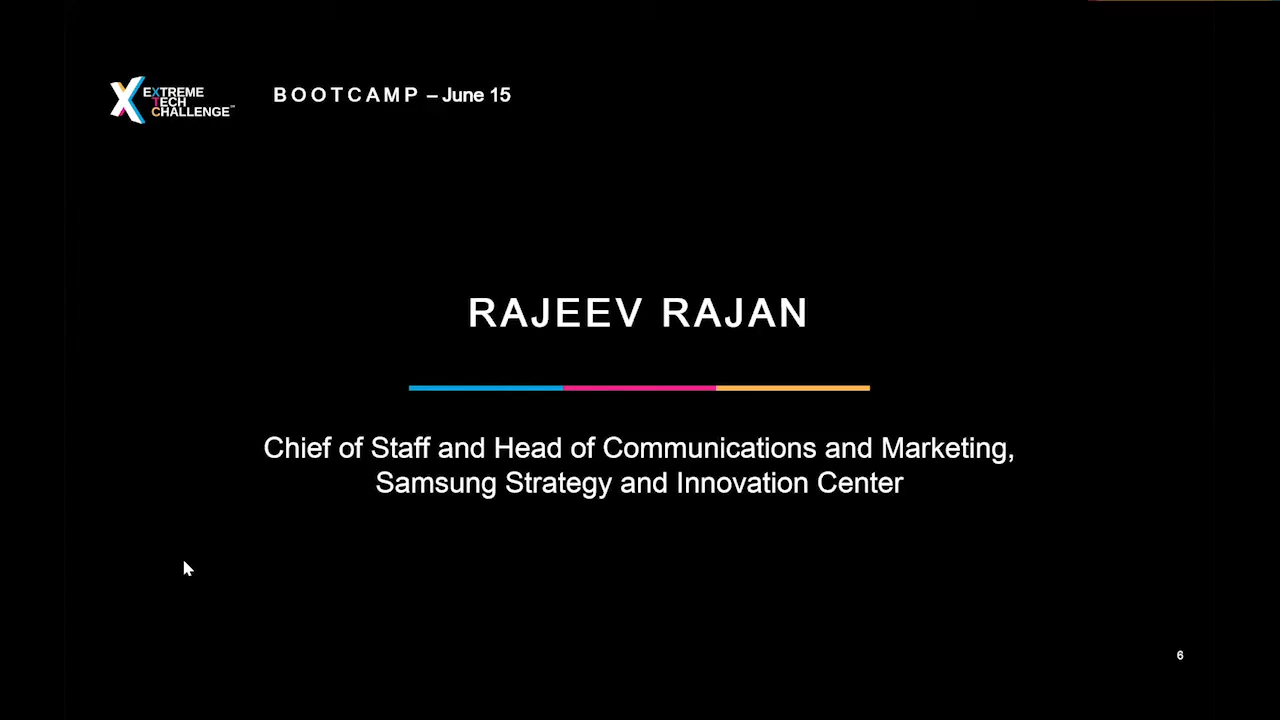 EXTREME
TECH
CHALLENGE™
BOOTCAMP – June 15
RAJEEV RAJAN
Chief of Staff and Head of Communications and Marketing,
Samsung Strategy and Innovation Center
6